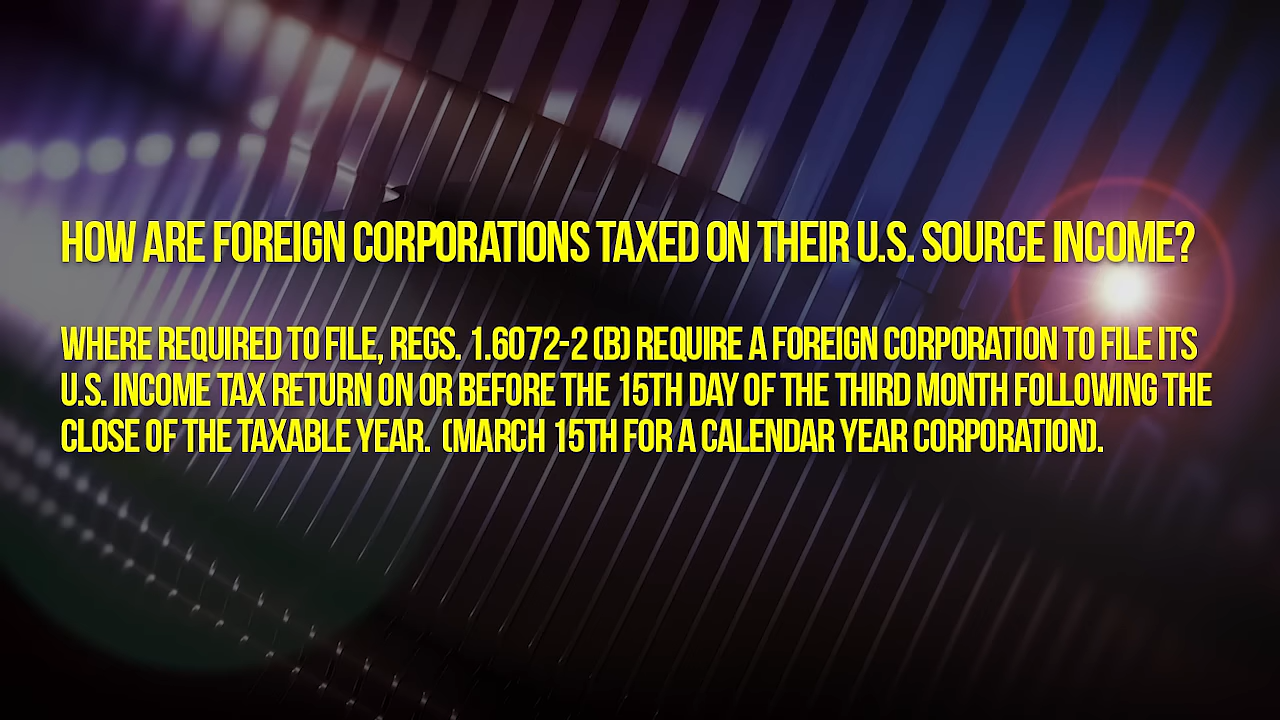 HOW ARE FOREIGN CORPORATIONS TAXED ON THEIR U.S. SOURCE INCOME?
WHERE REQUIRED TO FILE, REGS. 1.6072-2 (B) REQUIRE A FOREIGN CORPORATION TO FILE ITS
U.S. INCOME TAX RETURN ON OR BEFORE THE 15TH DAY OF THE THIRD MONTH FOLLOWING THE
CLOSE OF THE TAXABLE YEAR. (MARCH 15TH FOR A CALENDAR YEAR CORPORATION).